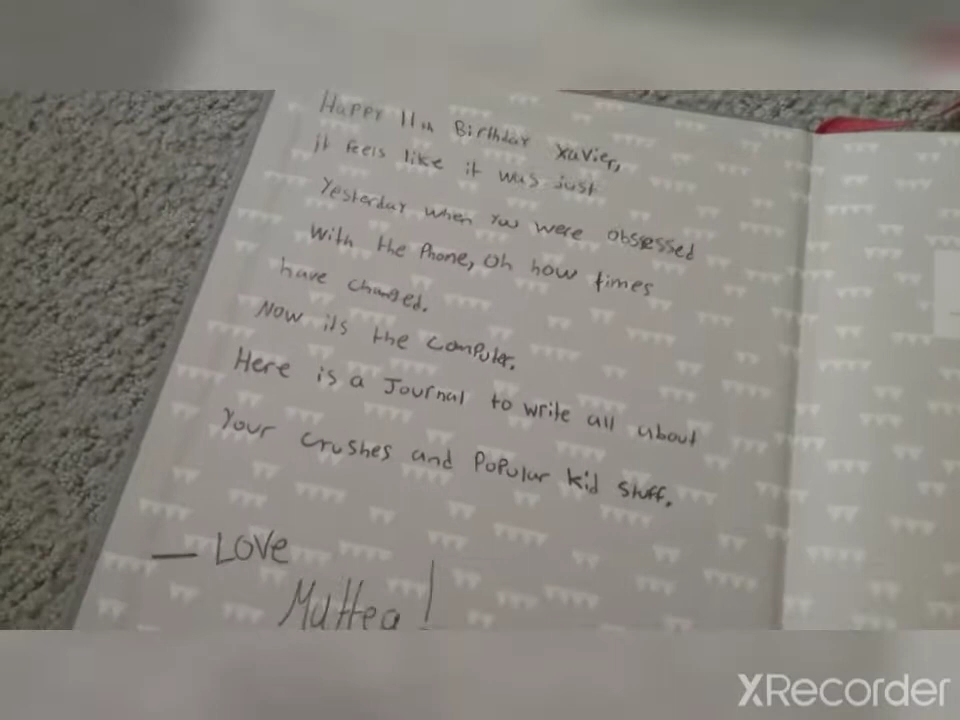 Happy 11th Birthday Xavier,
it feels like it was just
Yesterday when you were obsessed
with the Phone, Oh how times
have changed.
Now its the computer.
Here is a Journal to write all about
Your crushes and Popular kid stuff.
— Love
Muttea!
XRecorder